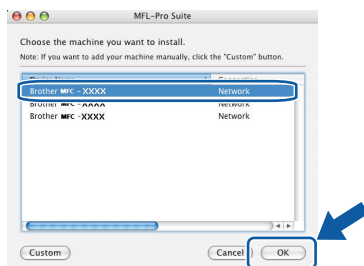 MFL-Pro Suite
Choose the machine you want to install.
Note: If you want to add your machine manually, click the "Custom" button.
Brother MFC - XXXX Network
Brother MFC - XXXX Network
Brother MFC - XXXX Network
Custom Cancel OK